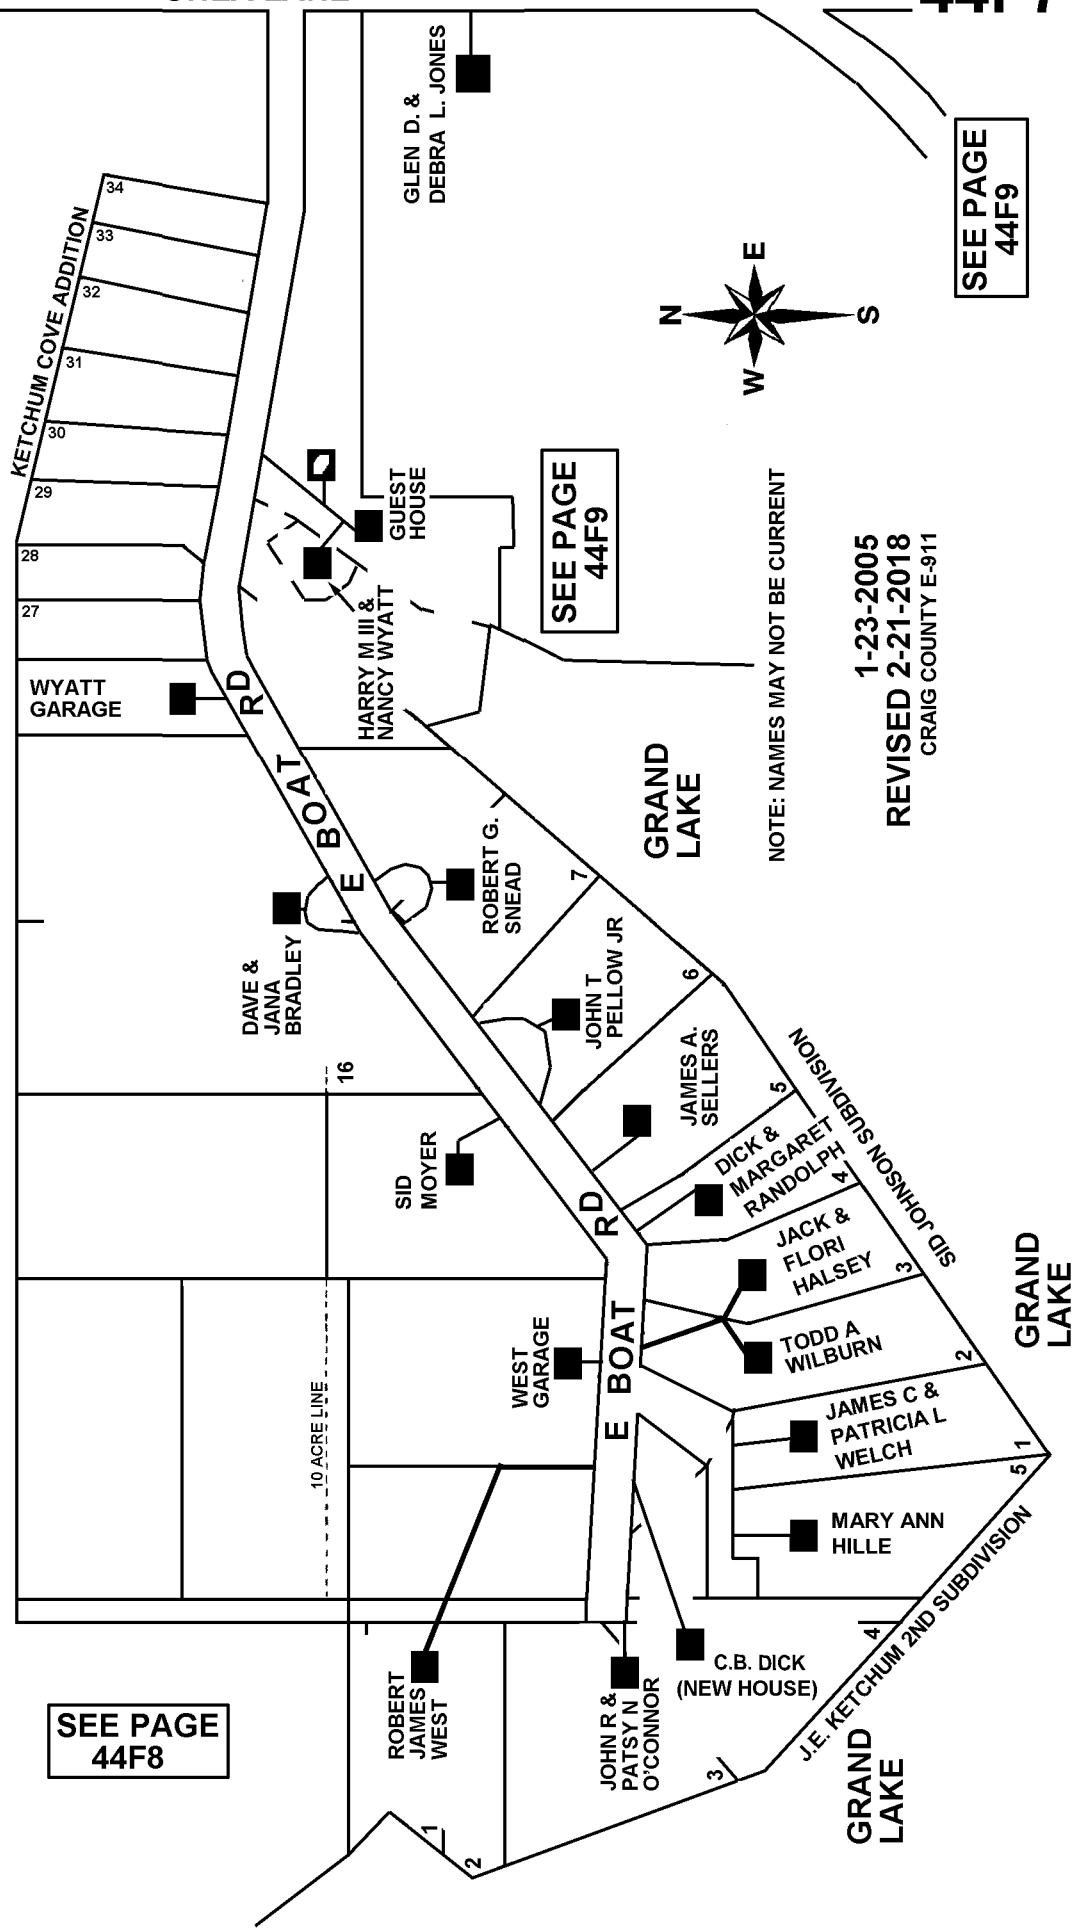 44F7
GLEN D. &
DEBRA L. JONES
SEE PAGE
44F9
34
33
32
31
30
29
28
27
KETCHUM COVE ADDITION
N
E
S
W
GUEST
HOUSE
HARRY M III &
NANCY WYATT
SEE PAGE
44F9
NOTE: NAMES MAY NOT BE CURRENT
1-23-2005
REVISED 2-21-2018
CRAIG COUNTY E-911
WYATT
GARAGE
E BOAT RD
GRAND
LAKE
DAVE &
JANA
BRADLEY
ROBERT G.
SNEAD
7
JOHN T
PELLOW JR
6
16
SID
MOYER
JAMES A.
SELLERS
5
DICK &
MARGARET
RANDOLPH
4
SID JOHNSON SUBDIVISION
JACK &
FLORI
HALSEY
3
TODD A
WILBURN
2
GRAND
LAKE
E BOAT RD
WEST
GARAGE
10 ACRE LINE
JAMES C &
PATRICIA L
WELCH
1
5
MARY ANN
HILLE
J.E. KETCHUM 2ND SUBDIVISION
4
C.B. DICK
(NEW HOUSE)
JOHN R &
PATSY N
O'CONNOR
ROBERT
JAMES
WEST
SEE PAGE
44F8
3
1
2
GRAND
LAKE